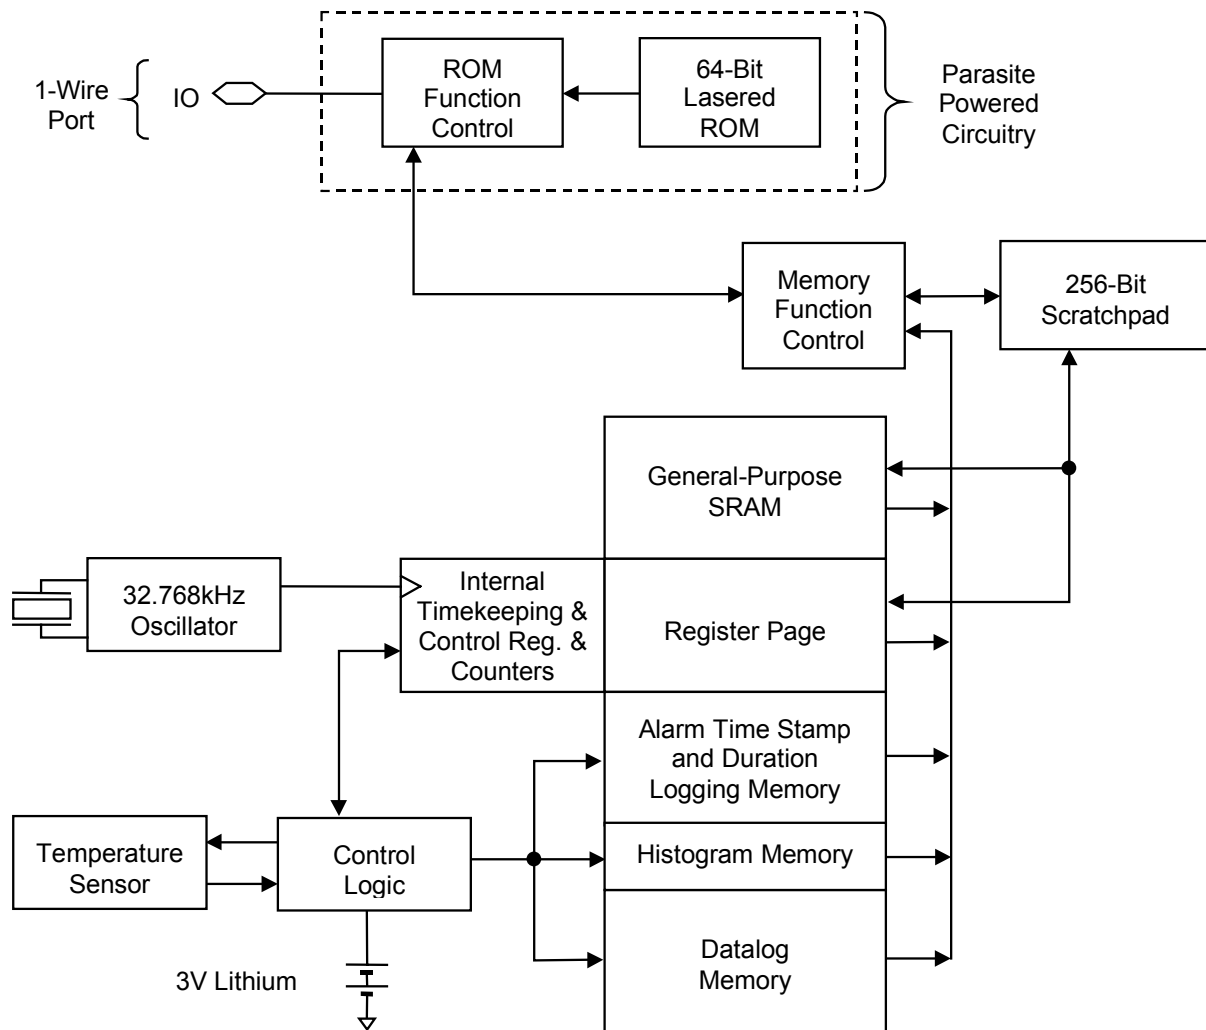 1-Wire
Port
IO
ROM
Function
Control
64-Bit
Lasered
ROM
Parasite
Powered
Circuitry
Memory
Function
Control
256-Bit
Scratchpad
General-Purpose
SRAM
32.768kHz
Oscillator
Internal
Timekeeping &
Control Reg. &
Counters
Register Page
Alarm Time Stamp
and Duration
Logging Memory
Temperature
Sensor
Control
Logic
Histogram Memory
Datalog
Memory
3V Lithium